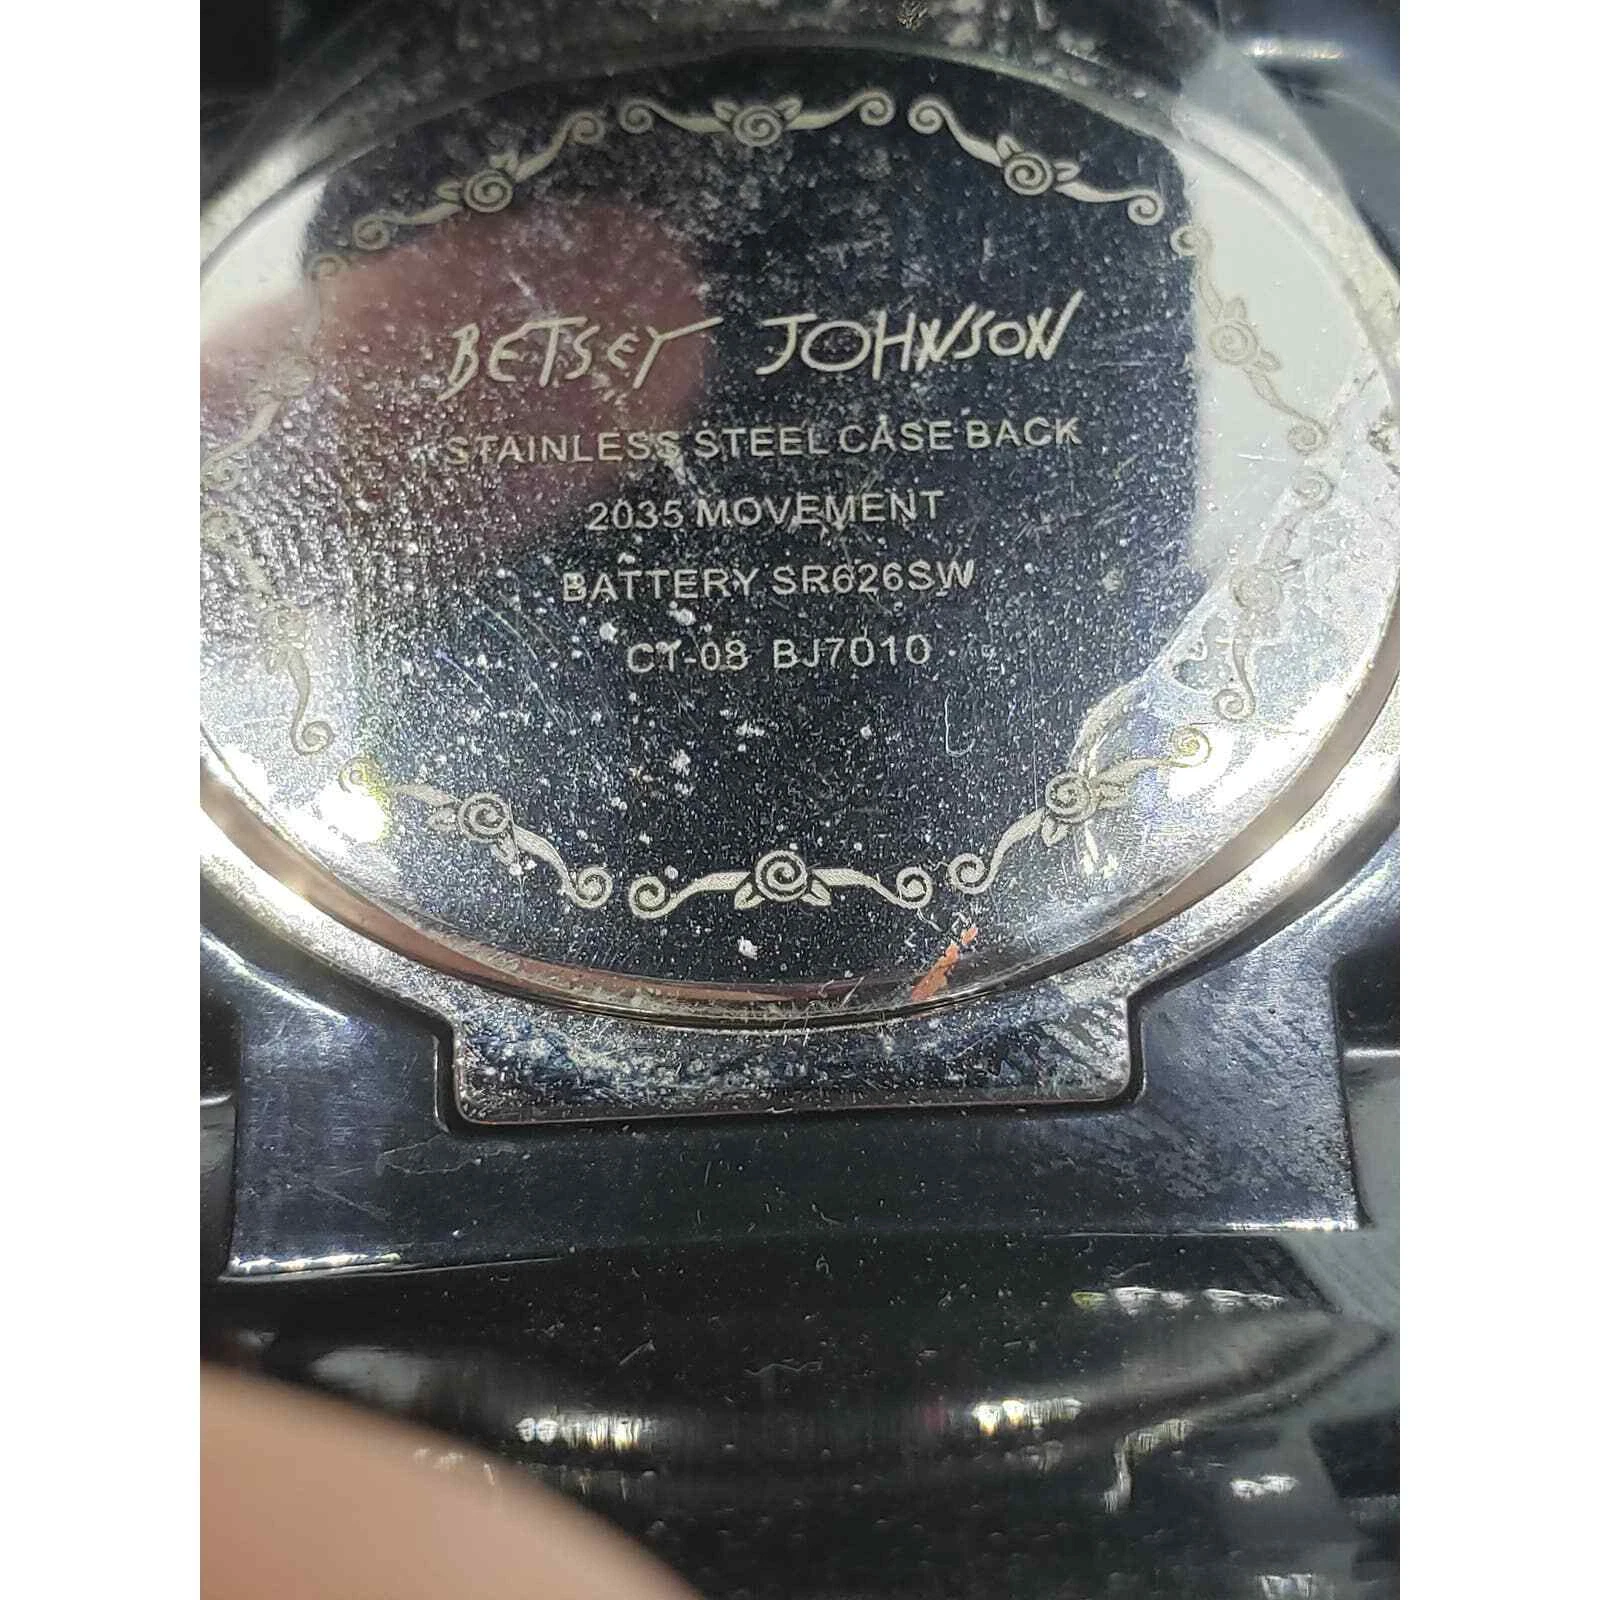 BETSEY JOHNSON
STAINLESS STEEL CASE BACK
2035 MOVEMENT
BATTERY SR626SW
CT-08 BJ7010